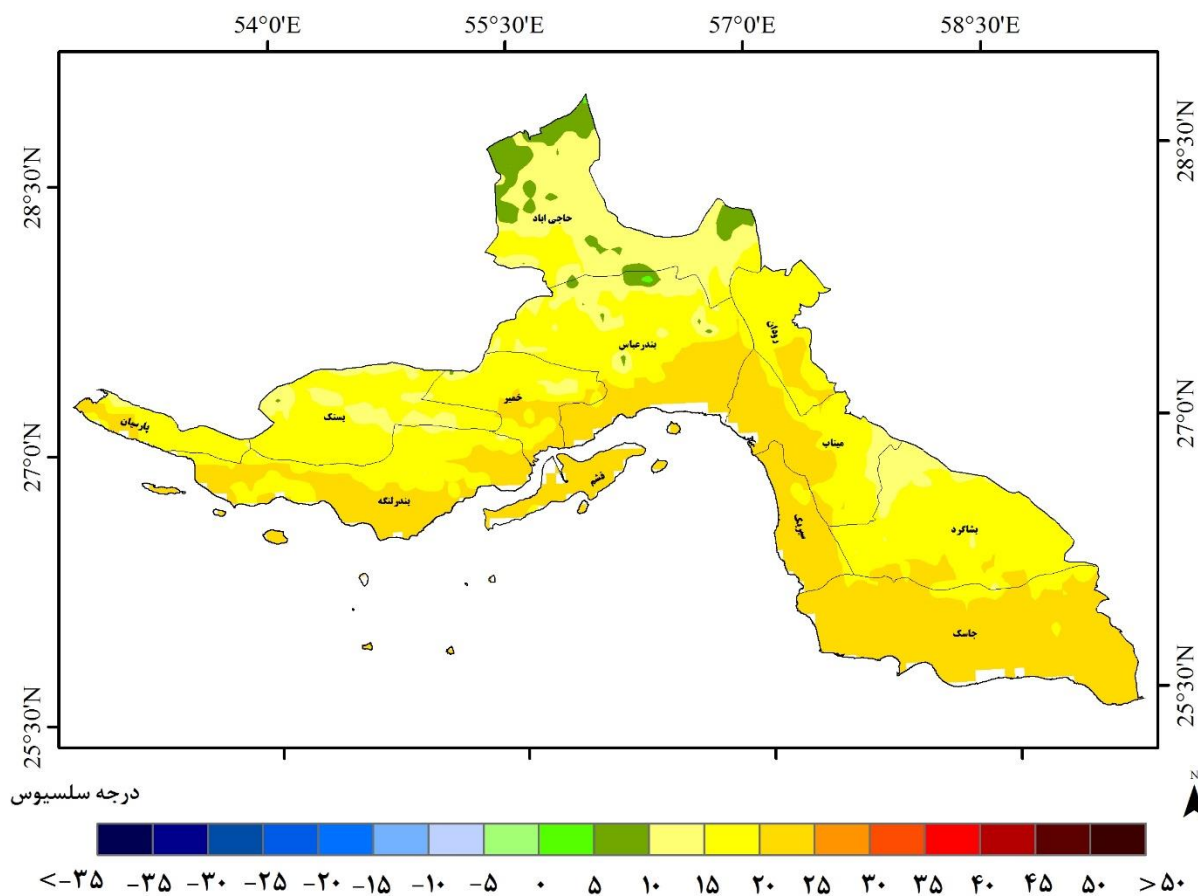 54°0'E 55°30'E 57°0'E 58°30'E
28°30'N
28°30'N
27°0'N
27°0'N
25°30'N
25°30'N
حاجی اباد
رودان
بندرعباس
خمیر
بستک
پارسیان
میناب
قشم
بندرلنگه
سیریک
بشاگرد
جاسک
درجه سلسیوس
N
<-۳۵ -۳۵ -۳۰ -۲۵ -۲۰ -۱۵ -۱۰ -۵ ۰ ۵ ۱۰ ۱۵ ۲۰ ۲۵ ۳۰ ۳۵ ۴۰ ۴۵ ۵۰ >۵۰